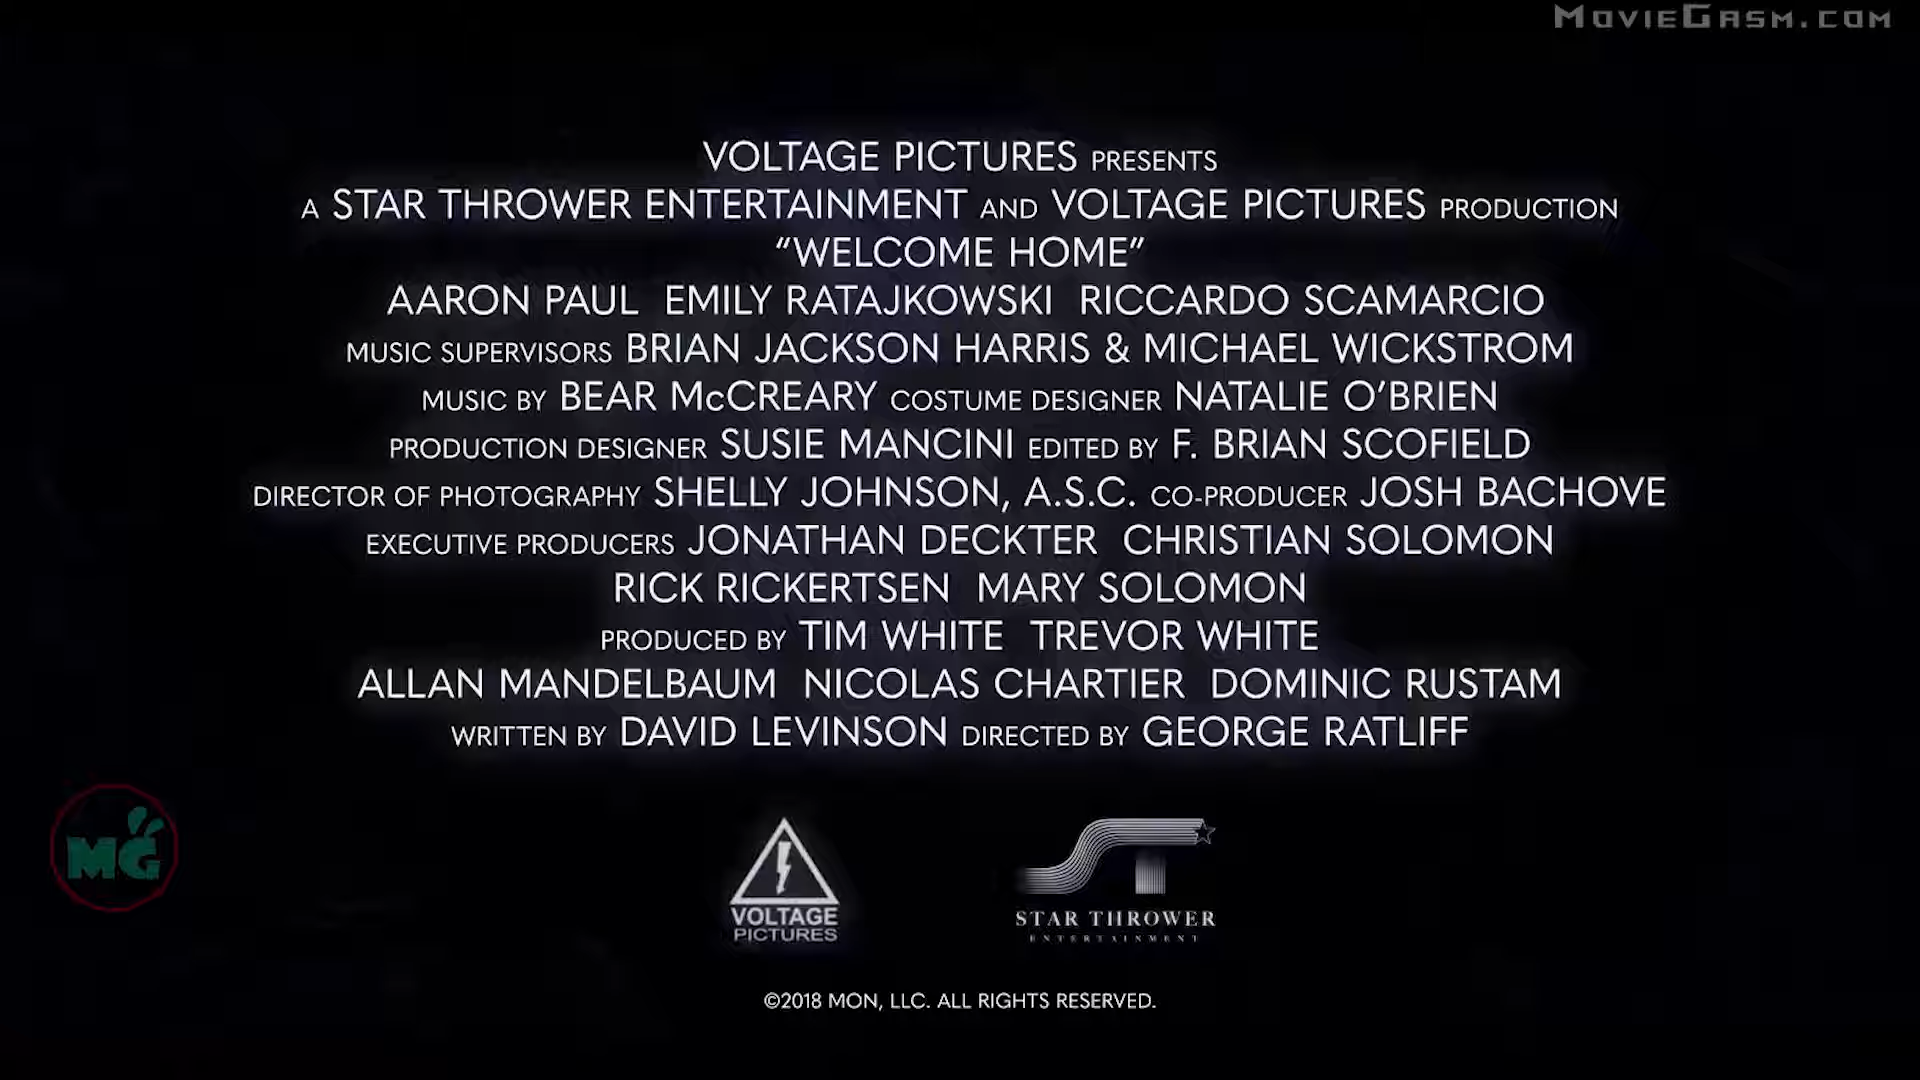 MovieGasm.com
VOLTAGE PICTURES PRESENTS
A STAR THROWER ENTERTAINMENT AND VOLTAGE PICTURES PRODUCTION
“WELCOME HOME”
AARON PAUL EMILY RATAJKOWSKI RICCARDO SCAMARCIO
MUSIC SUPERVISORS BRIAN JACKSON HARRIS & MICHAEL WICKSTROM
MUSIC BY BEAR McCREARY COSTUME DESIGNER NATALIE O’BRIEN
PRODUCTION DESIGNER SUSIE MANCINI EDITED BY F. BRIAN SCOFIELD
DIRECTOR OF PHOTOGRAPHY SHELLY JOHNSON, A.S.C. CO-PRODUCER JOSH BACHOVE
EXECUTIVE PRODUCERS JONATHAN DECKTER CHRISTIAN SOLOMON
RICK RICKERTSEN MARY SOLOMON
PRODUCED BY TIM WHITE TREVOR WHITE
ALLAN MANDELBAUM NICOLAS CHARTIER DOMINIC RUSTAM
WRITTEN BY DAVID LEVINSON DIRECTED BY GEORGE RATLIFF
MG
VOLTAGE
PICTURES
STAR THROWER
ENTERTAINMENT
©2018 MON, LLC. ALL RIGHTS RESERVED.